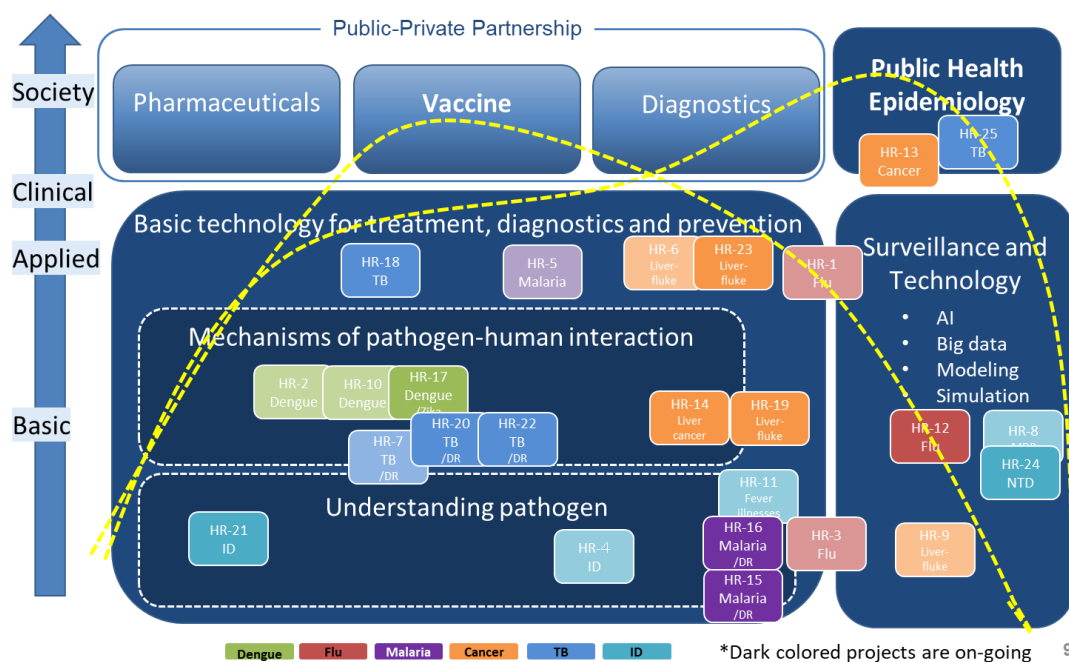 Public-Private Partnership
Society
Pharmaceuticals
Vaccine
Diagnostics
Public Health
Epidemiology
HR-25
TB
HR-13
Cancer
Clinical
Basic technology for treatment, diagnostics and prevention
Applied
HR-18
TB
HR-5
Malaria
HR-6
Liver-
fluke
HR-23
Liver-
fluke
HR-1
Flu
Surveillance and
Technology
• AI
• Big data
• Modeling
• Simulation
Mechanisms of pathogen-human interaction
Basic
HR-2
Dengue
HR-10
Dengue
HR-17
Dengue
/Zika
HR-7
TB
/DR
HR-20
TB
/DR
HR-22
TB
/DR
HR-14
Liver
cancer
HR-19
Liver-
fluke
HR-12
Flu
HR-8
HR-24
NTD
Understanding pathogen
HR-11
Fever
Illnesses
HR-21
ID
HR-4
ID
HR-16
Malaria
/DR
HR-3
Flu
HR-9
Liver-
fluke
HR-15
Malaria
/DR
Dengue
Flu
Malaria
Cancer
TB
ID
*Dark colored projects are on-going
9